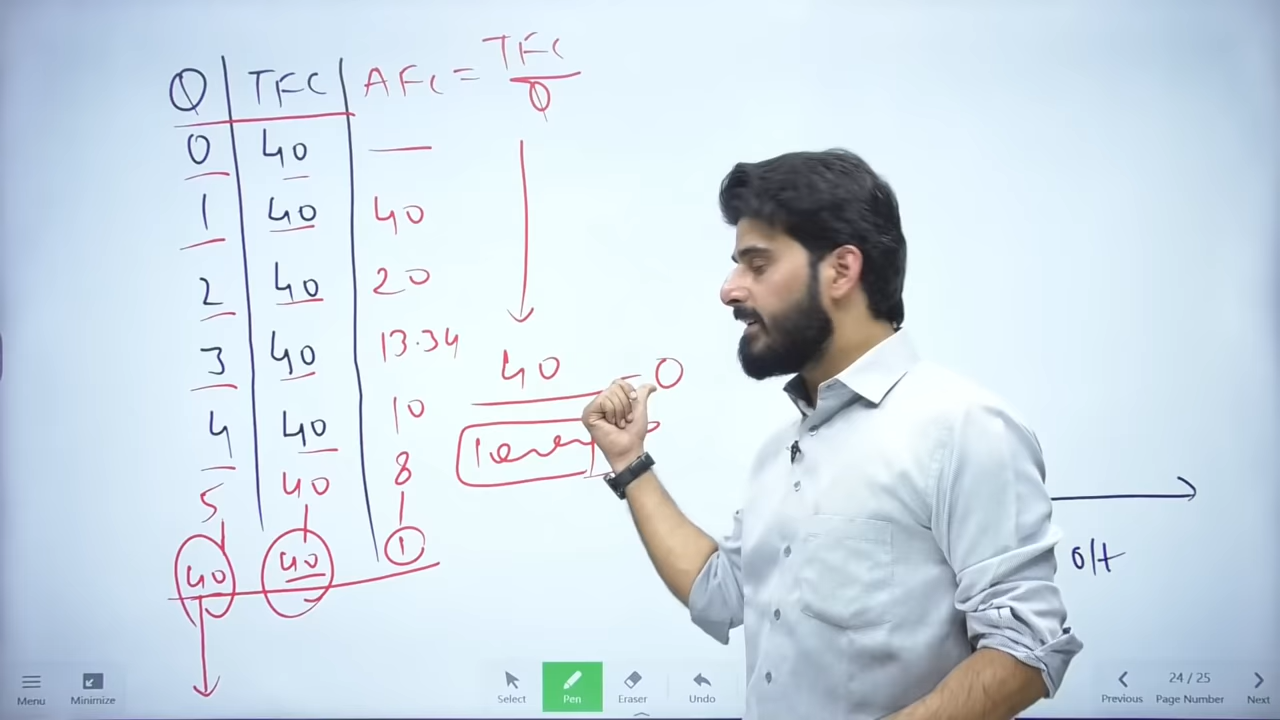 Q TFC AFC = TFC / Q
0 40 —
1 40 40
2 40 20
3 40 13.34
4 40 10
5 40 8
40 40 1
40 0
o/t
Menu Minimize Select Pen Eraser Undo Previous 24 / 25 Page Number Next